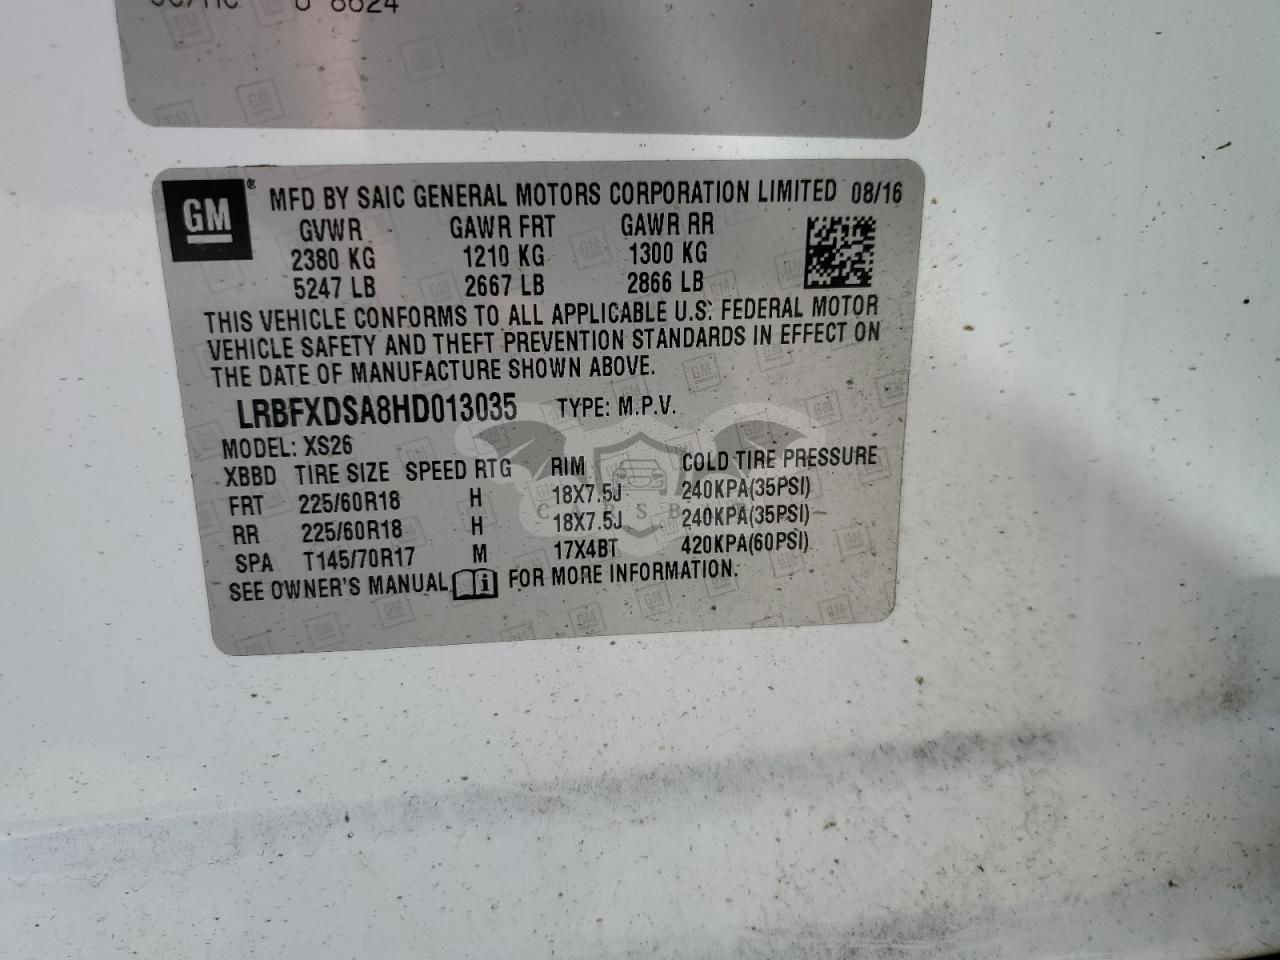 8624
GM
MFD BY SAIC GENERAL MOTORS CORPORATION LIMITED 08/16
GVWR GAWR FRT GAWR RR
2380 KG 1210 KG 1300 KG
5247 LB 2667 LB 2866 LB
THIS VEHICLE CONFORMS TO ALL APPLICABLE U.S. FEDERAL MOTOR
VEHICLE SAFETY AND THEFT PREVENTION STANDARDS IN EFFECT ON
THE DATE OF MANUFACTURE SHOWN ABOVE.
LRBFXDSA8HD013035 TYPE: M.P.V.
MODEL: XS26
XBBD TIRE SIZE SPEED RTG RIM COLD TIRE PRESSURE
FRT 225/60R18 H 18X7.5J 240KPA(35PSI)
RR 225/60R18 H 18X7.5J 240KPA(35PSI)
SPA T145/70R17 M 17X4BT 420KPA(60PSI)
SEE OWNER'S MANUAL i FOR MORE INFORMATION.